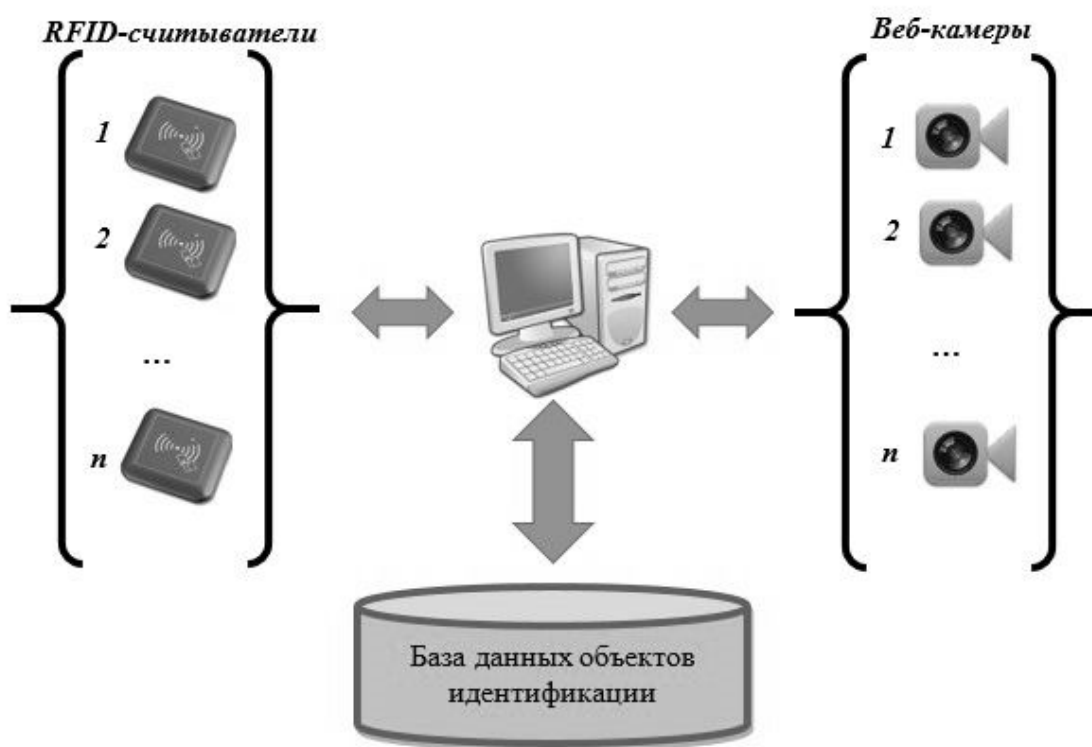 RFID-считыватели
1
2
...
n
Веб-камеры
1
2
...
n
База данных объектов
идентификации